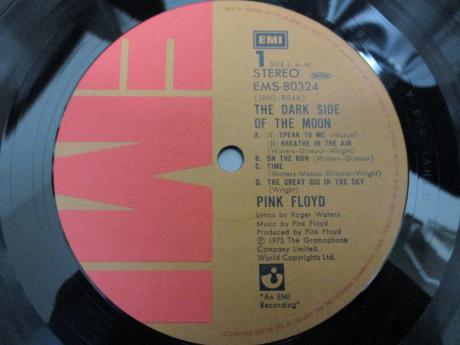 EMI
EMI
1 33⅓ r. p. m.
STEREO
EMS-80324
(SHVL-804A)
THE DARK SIDE
OF THE MOON
A. (I) SPEAK TO ME (Mason)
(II) BREATHE IN THE AIR
(Waters-Gilmour-Wright)
B. ON THE RUN (Waters-Gilmour)
C. TIME
(Waters-Mason-Gilmour-Wright)
D. THE GREAT GIG IN THE SKY
(Wright)
PINK FLOYD
Lyrics by Roger Waters
Music by Pink Floyd
Produced by Pink Floyd
Ⓟ 1973. The Gramophone
Company Limited.
World Copyrights Ltd.
"An EMI
Recording"